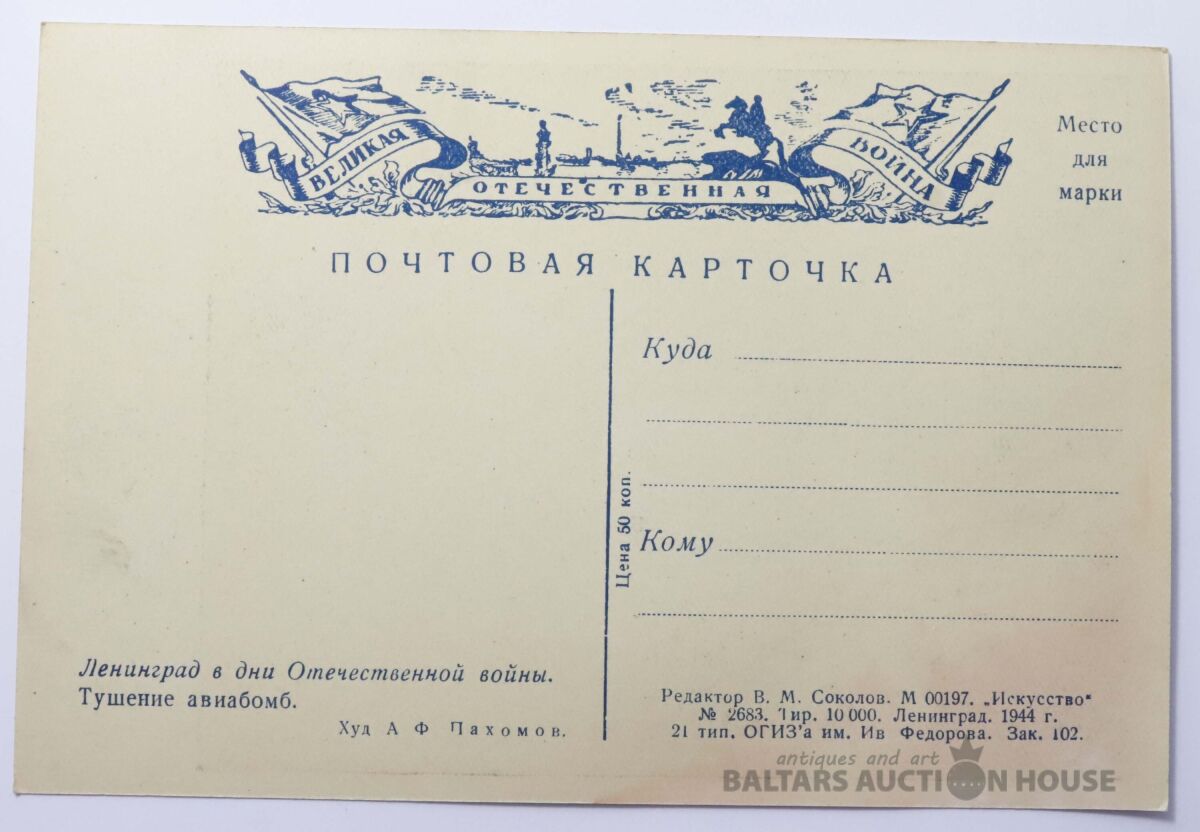 ВЕЛИКАЯ
ОТЕЧЕСТВЕННАЯ
ВОЙНА
Место
для
марки
ПОЧТОВАЯ КАРТОЧКА
Куда
Цена 50 коп.
Кому
Ленинград в дни Отечественной войны.
Тушение авиабомб.
Худ А Ф Пахомов.
Редактор В. М. Соколов. М 00197. „Искусство“
№ 2683. Тир. 10 000. Ленинград. 1944 г.
21 тип. ОГИЗ'а им. Ив Федорова. Зак. 102.
antiques and art
BALTARS AUCTION HOUSE